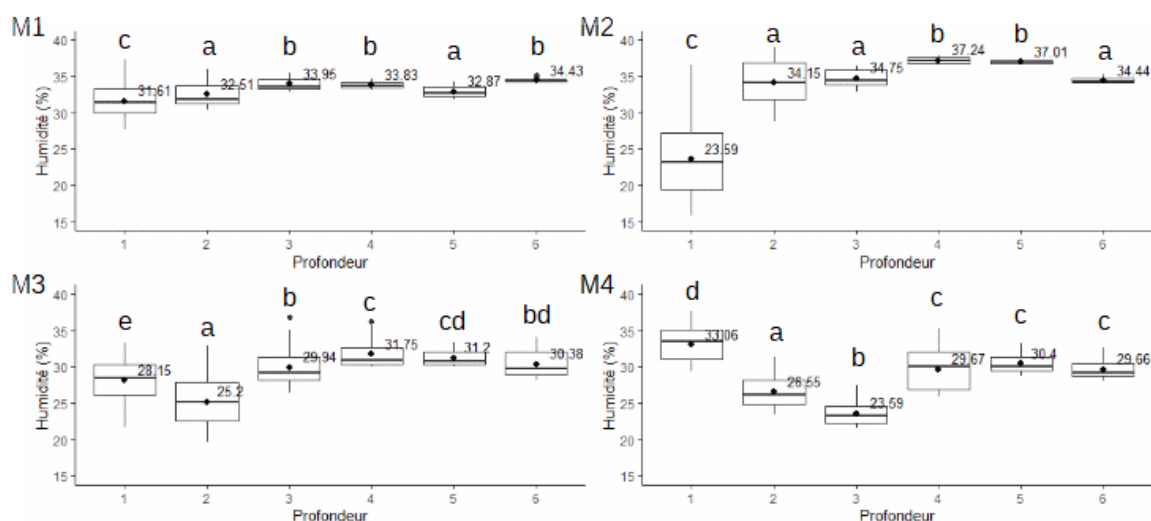 M1
Humidité (%)
40
35
30
25
20
15
c a b b a b
31.61 32.51 33.95 33.83 32.87 34.43
1 2 3 4 5 6
Profondeur
M2
Humidité (%)
40
35
30
25
20
15
c a a b b a
23.59 34.15 34.75 37.24 37.01 34.44
1 2 3 4 5 6
Profondeur
M3
Humidité (%)
40
35
30
25
20
15
e a b c cd bd
28.15 25.2 29.94 31.75 31.2 30.38
1 2 3 4 5 6
Profondeur
M4
Humidité (%)
40
35
30
25
20
15
d a b c c c
33.06 26.55 23.59 29.67 30.4 29.66
1 2 3 4 5 6
Profondeur